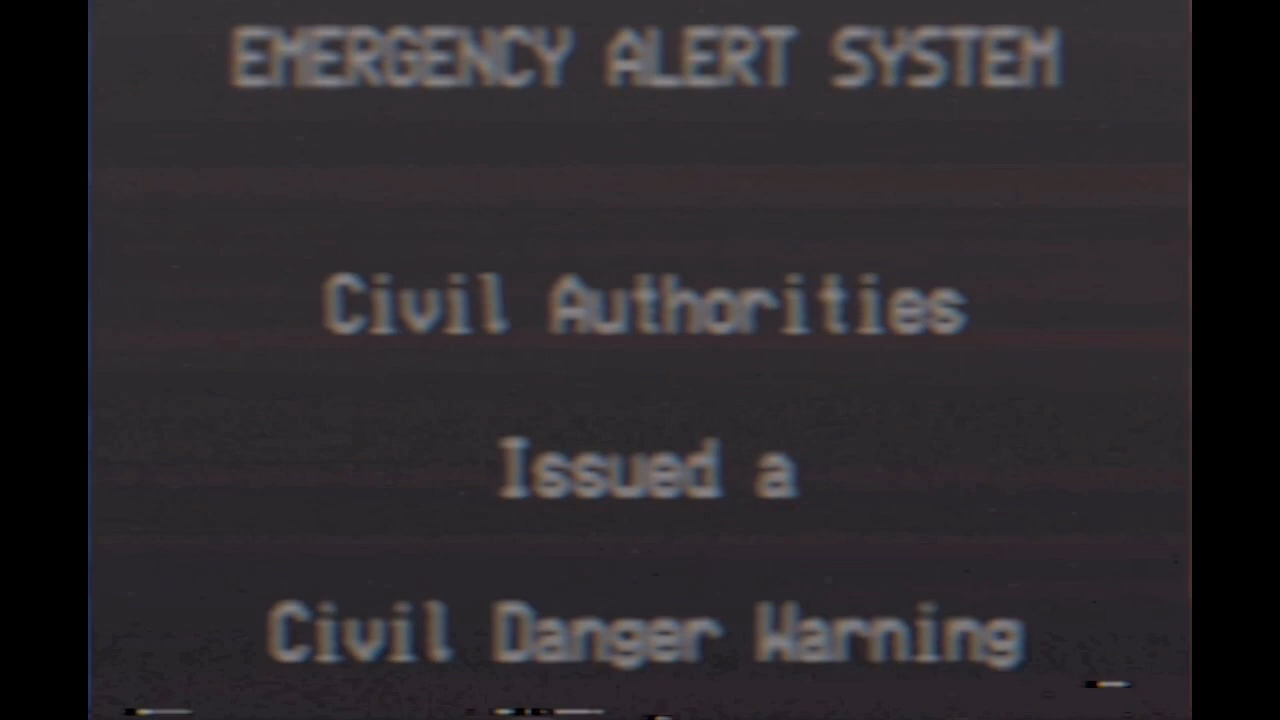 EMERGENCY ALERT SYSTEM
Civil Authorities
Issued a
Civil Danger Warning